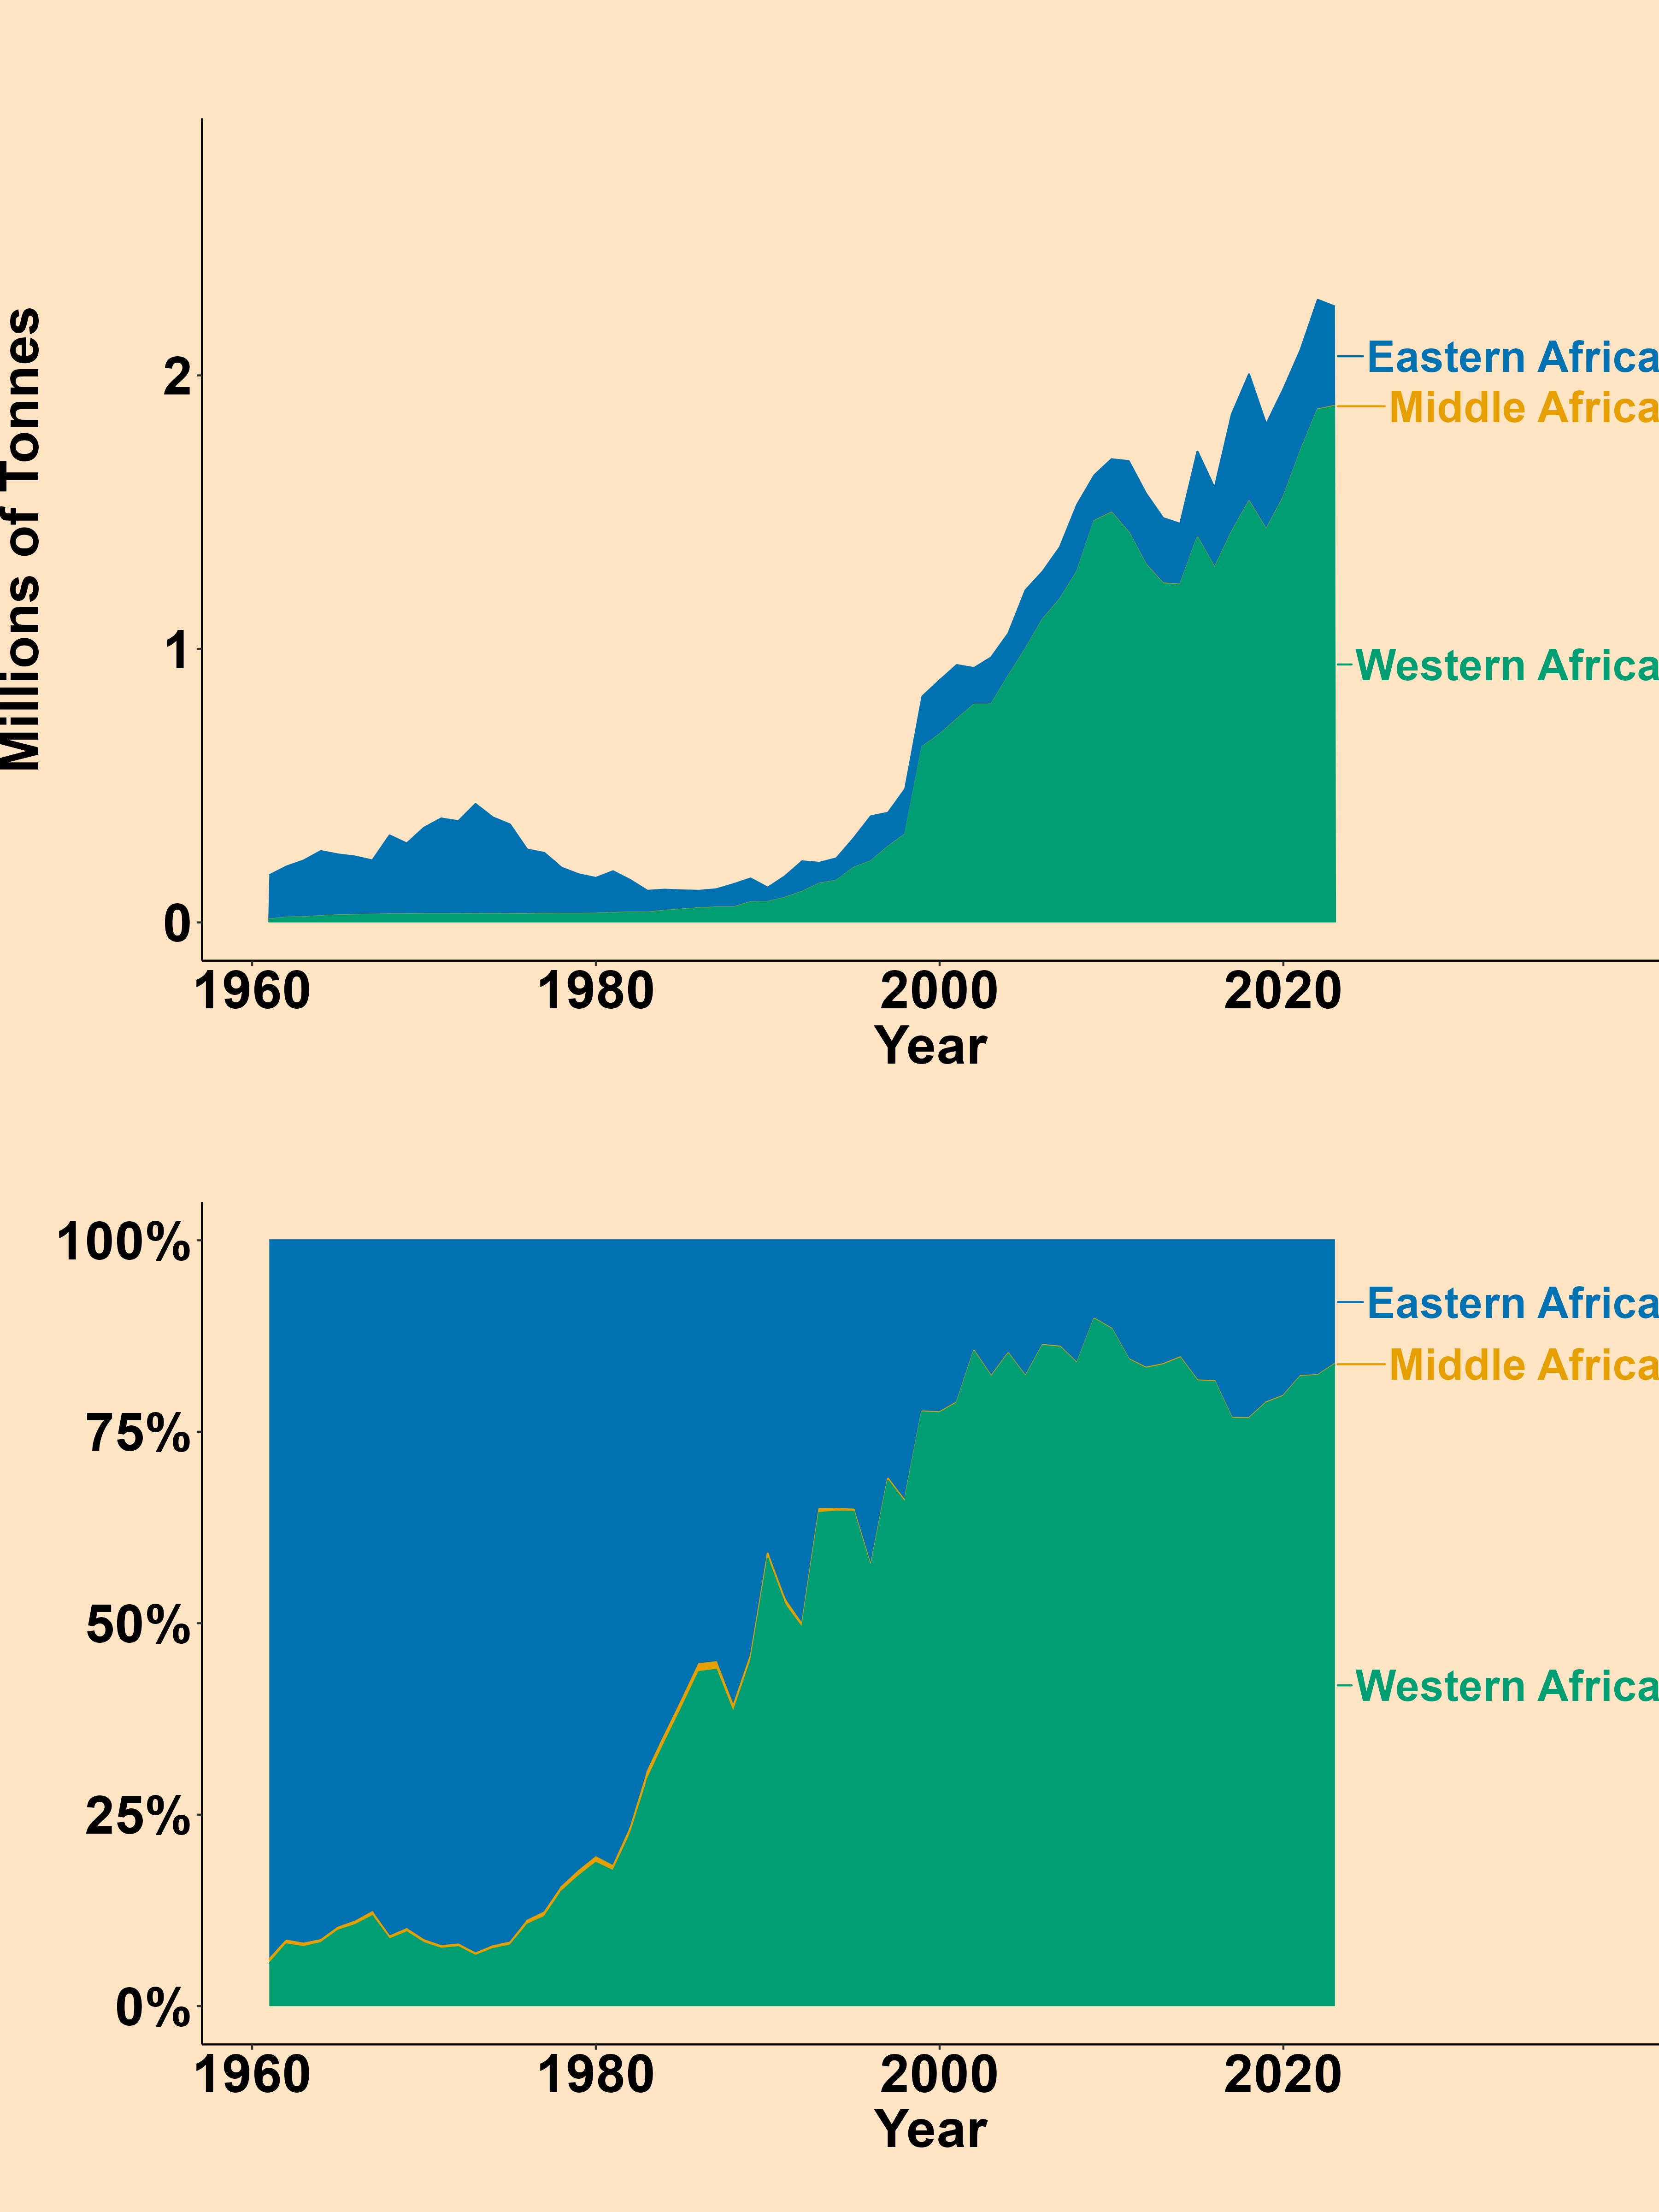 Millions of Tonnes
2
1
0
Eastern Africa
Middle Africa
Western Africa
1960 1980 2000 2020
Year
100%
75%
50%
25%
0%
Eastern Africa
Middle Africa
Western Africa
1960 1980 2000 2020
Year